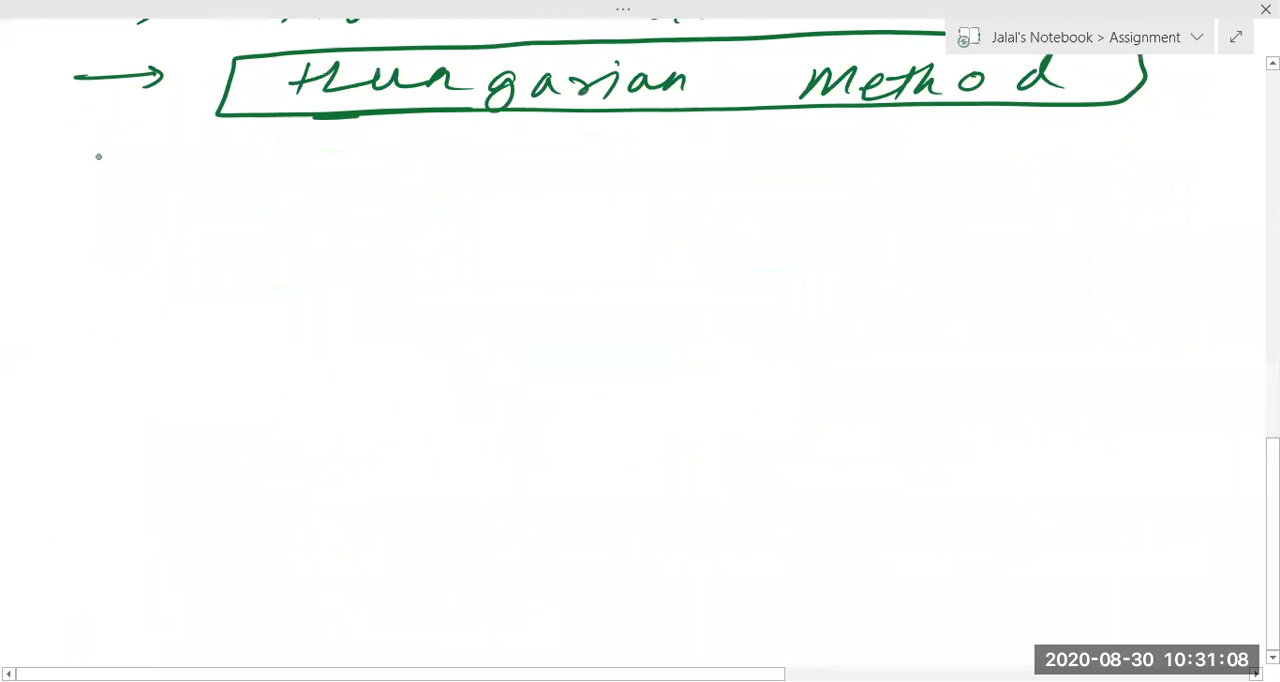 Jalal's Notebook > Assignment
→ Hungarian Method
2020-08-30 10:31:08